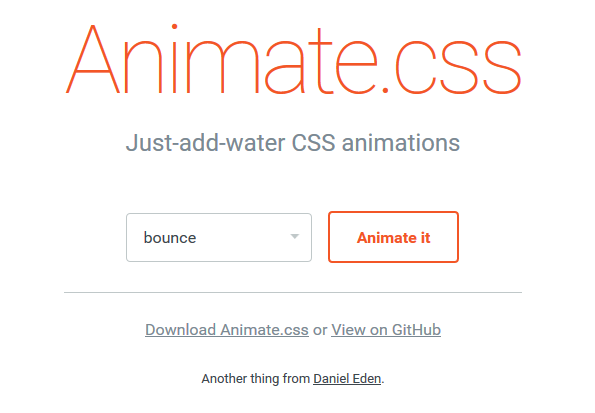 Animate.css
Just-add-water CSS animations
bounce
Animate it
Download Animate.css or View on GitHub
Another thing from Daniel Eden.